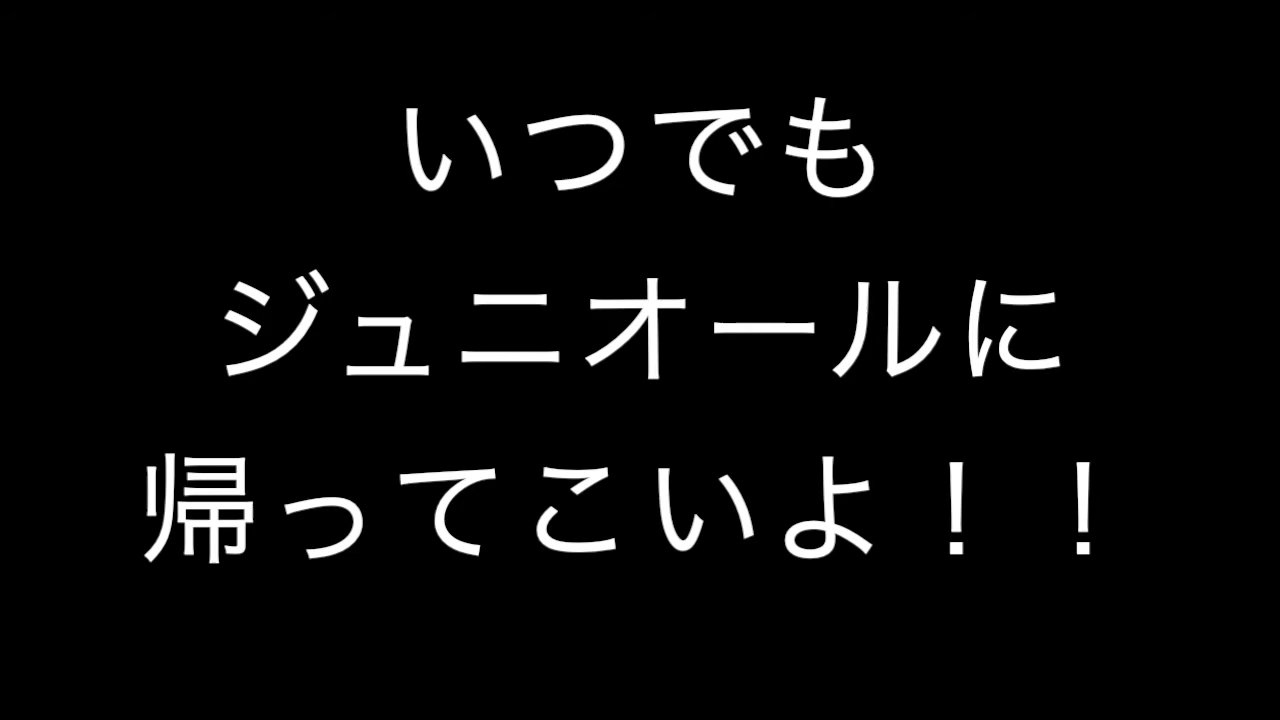 いつでも
ジュニオールに
帰ってこいよ！！